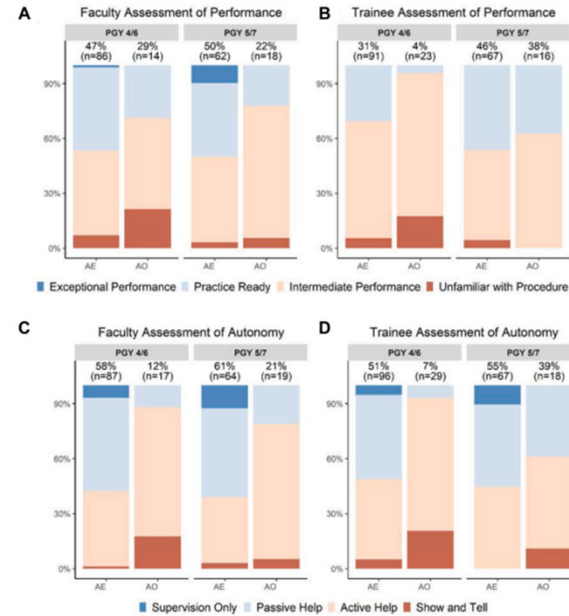 A Faculty Assessment of Performance
PGY 4/6 PGY 5/7
47% 29% 50% 22%
(n=86) (n=14) (n=62) (n=18)
90%
60%
30%
0%
AE AO AE AO
B Trainee Assessment of Performance
PGY 4/6 PGY 5/7
31% 4% 46% 38%
(n=91) (n=23) (n=67) (n=16)
90%
60%
30%
0%
AE AO AE AO
Exceptional Performance Practice Ready Intermediate Performance Unfamiliar with Procedure
C Faculty Assessment of Autonomy
PGY 4/6 PGY 5/7
58% 12% 61% 21%
(n=87) (n=17) (n=64) (n=19)
90%
60%
30%
0%
AE AO AE AO
D Trainee Assessment of Autonomy
PGY 4/6 PGY 5/7
51% 7% 55% 39%
(n=96) (n=29) (n=67) (n=18)
90%
60%
30%
0%
AE AO AE AO
Supervision Only Passive Help Active Help Show and Tell